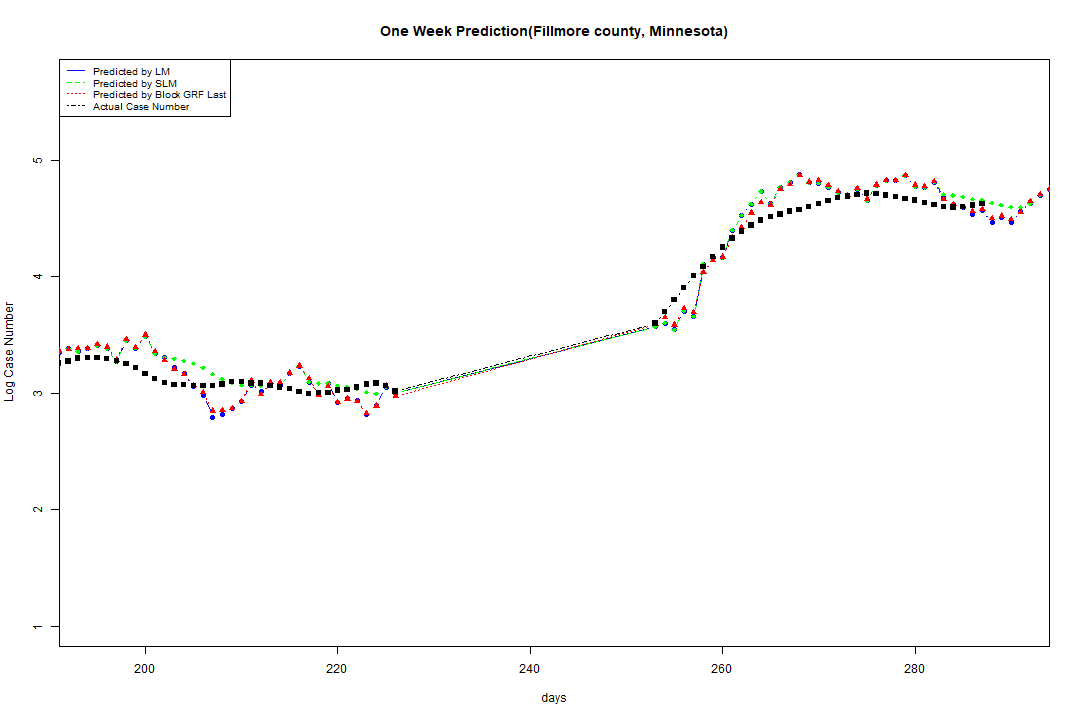 One Week Prediction(Fillmore county, Minnesota)
Predicted by LM
Predicted by SLM
Predicted by Block GRF Last
Actual Case Number
5
4
3
2
1
Log Case Number
200 220 240 260 280
days